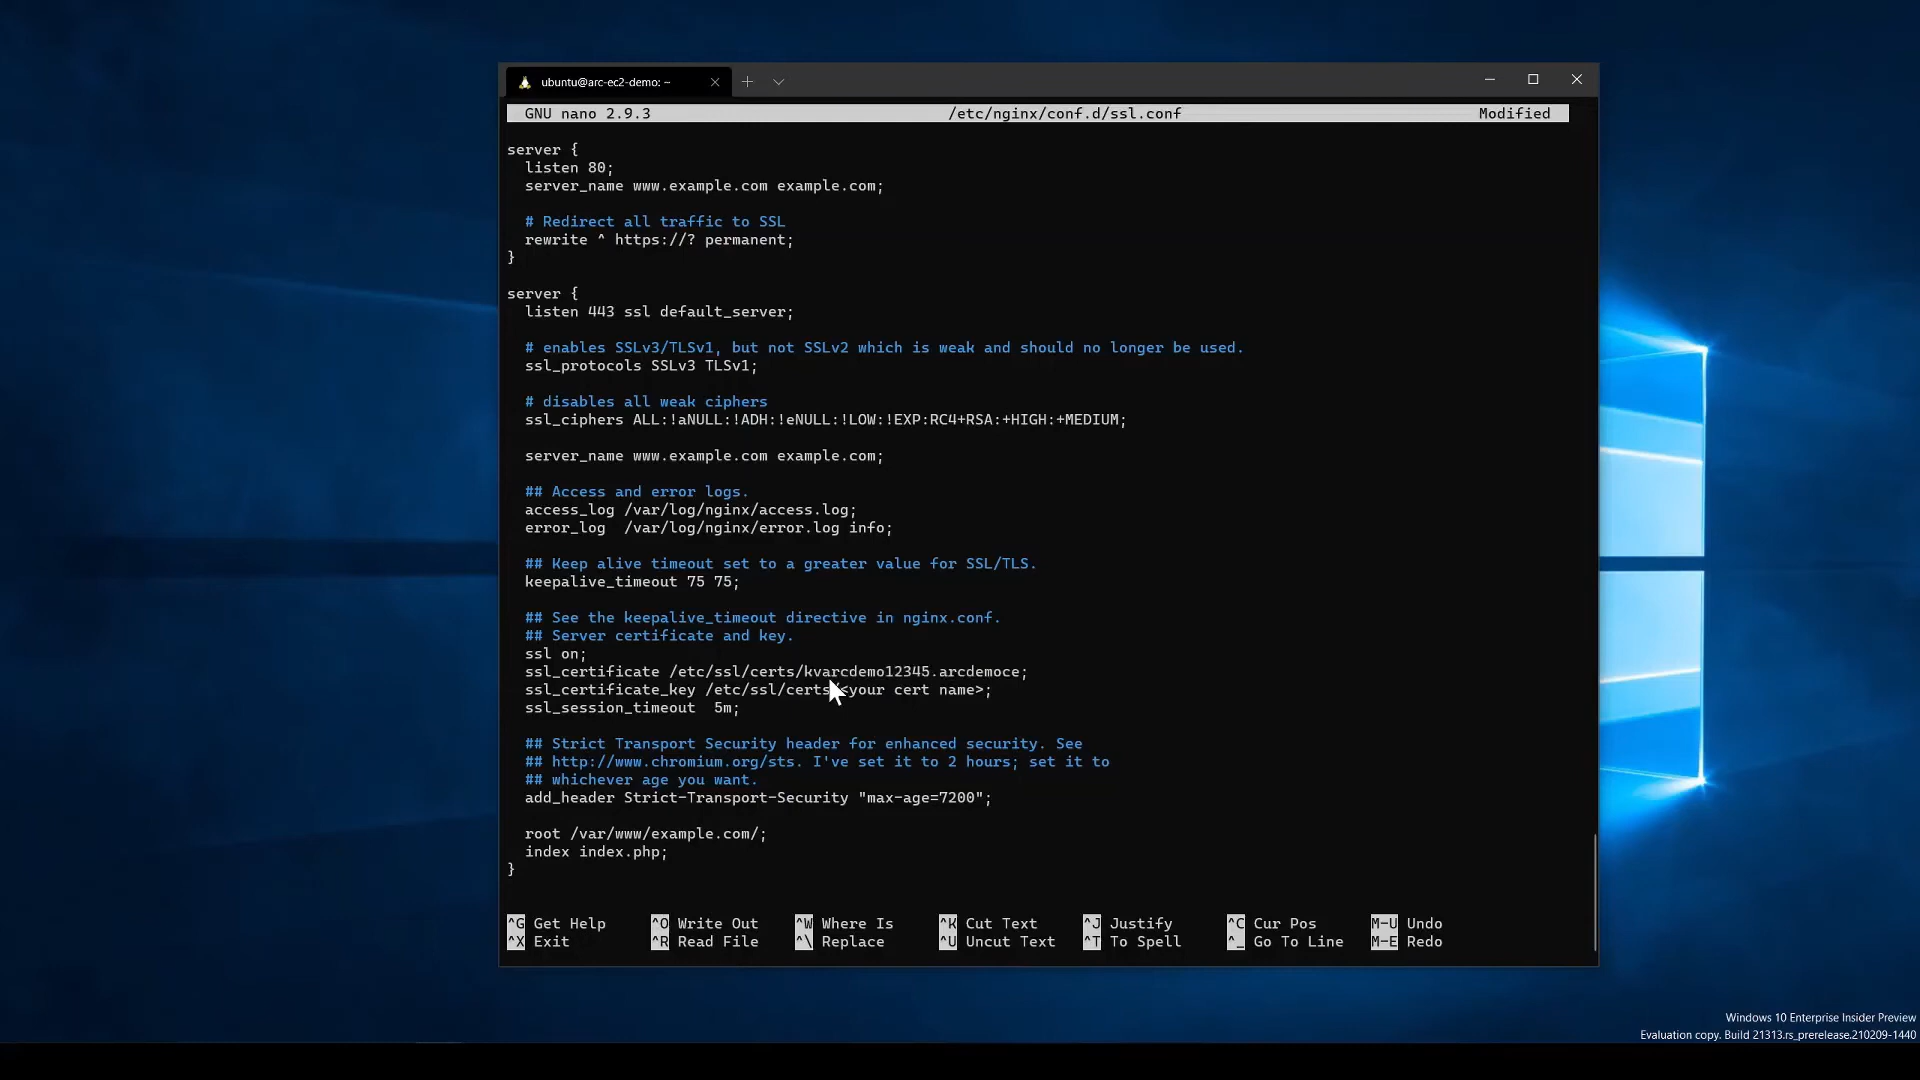 ubuntu@arc-ec2-demo: ~
GNU nano 2.9.3 /etc/nginx/conf.d/ssl.conf Modified
server {
  listen 80;
  server_name www.example.com example.com;
  # Redirect all traffic to SSL
  rewrite ^ https://? permanent;
}
server {
  listen 443 ssl default_server;
  # enables SSLv3/TLSv1, but not SSLv2 which is weak and should no longer be used.
  ssl_protocols SSLv3 TLSv1;
  # disables all weak ciphers
  ssl_ciphers ALL:!aNULL:!ADH:!eNULL:!LOW:!EXP:RC4+RSA:+HIGH:+MEDIUM;
  server_name www.example.com example.com;
  ## Access and error logs.
  access_log /var/log/nginx/access.log;
  error_log  /var/log/nginx/error.log info;
  ## Keep alive timeout set to a greater value for SSL/TLS.
  keepalive_timeout 75 75;
  ## See the keepalive_timeout directive in nginx.conf.
  ## Server certificate and key.
  ssl on;
  ssl_certificate /etc/ssl/certs/kvarcdemo12345.arcdemoce;
  ssl_certificate_key /etc/ssl/certs/<your cert name>;
  ssl_session_timeout  5m;
  ## Strict Transport Security header for enhanced security. See
  ## http://www.chromium.org/sts. I've set it to 2 hours; set it to
  ## whichever age you want.
  add_header Strict-Transport-Security "max-age=7200";
  root /var/www/example.com/;
  index index.php;
}
^G Get Help ^O Write Out ^W Where Is ^K Cut Text ^J Justify ^C Cur Pos M-U Undo
^X Exit ^R Read File ^\ Replace ^U Uncut Text ^T To Spell ^_ Go To Line M-E Redo
Windows 10 Enterprise Insider Preview
Evaluation copy. Build 21313.rs_prerelease.210209-1440